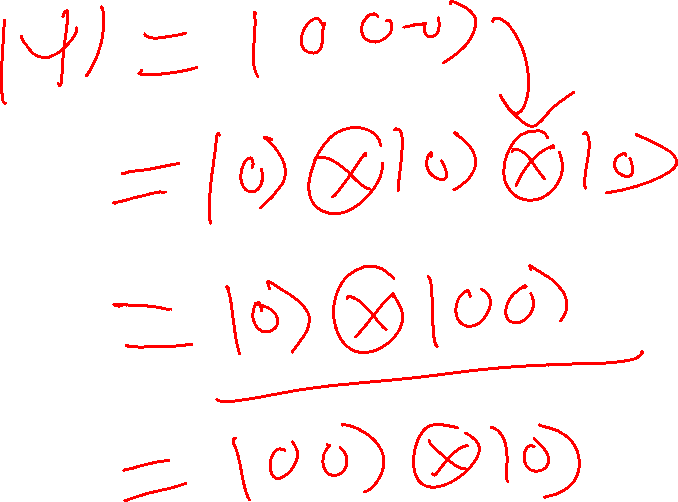 |ψ⟩ = |000⟩
= |0⟩ ⊗ |0⟩ ⊗ |0⟩
= |0⟩ ⊗ |00⟩
= |00⟩ ⊗ |0⟩